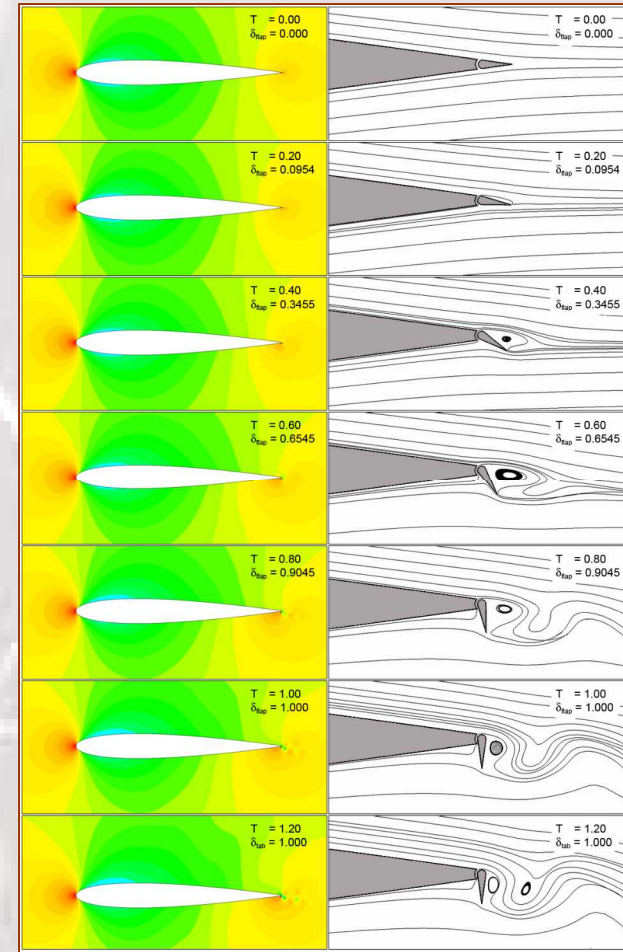 T = 0.00
δflap = 0.000
T = 0.00
δflap = 0.000
T = 0.20
δflap = 0.0954
T = 0.20
δflap = 0.0954
T = 0.40
δflap = 0.3455
T = 0.40
δflap = 0.3455
T = 0.60
δflap = 0.6545
T = 0.60
δflap = 0.6545
T = 0.80
δflap = 0.9045
T = 0.80
δflap = 0.9045
T = 1.00
δflap = 1.000
T = 1.00
δflap = 1.000
T = 1.20
δtab = 1.000
T = 1.20
δtab = 1.000